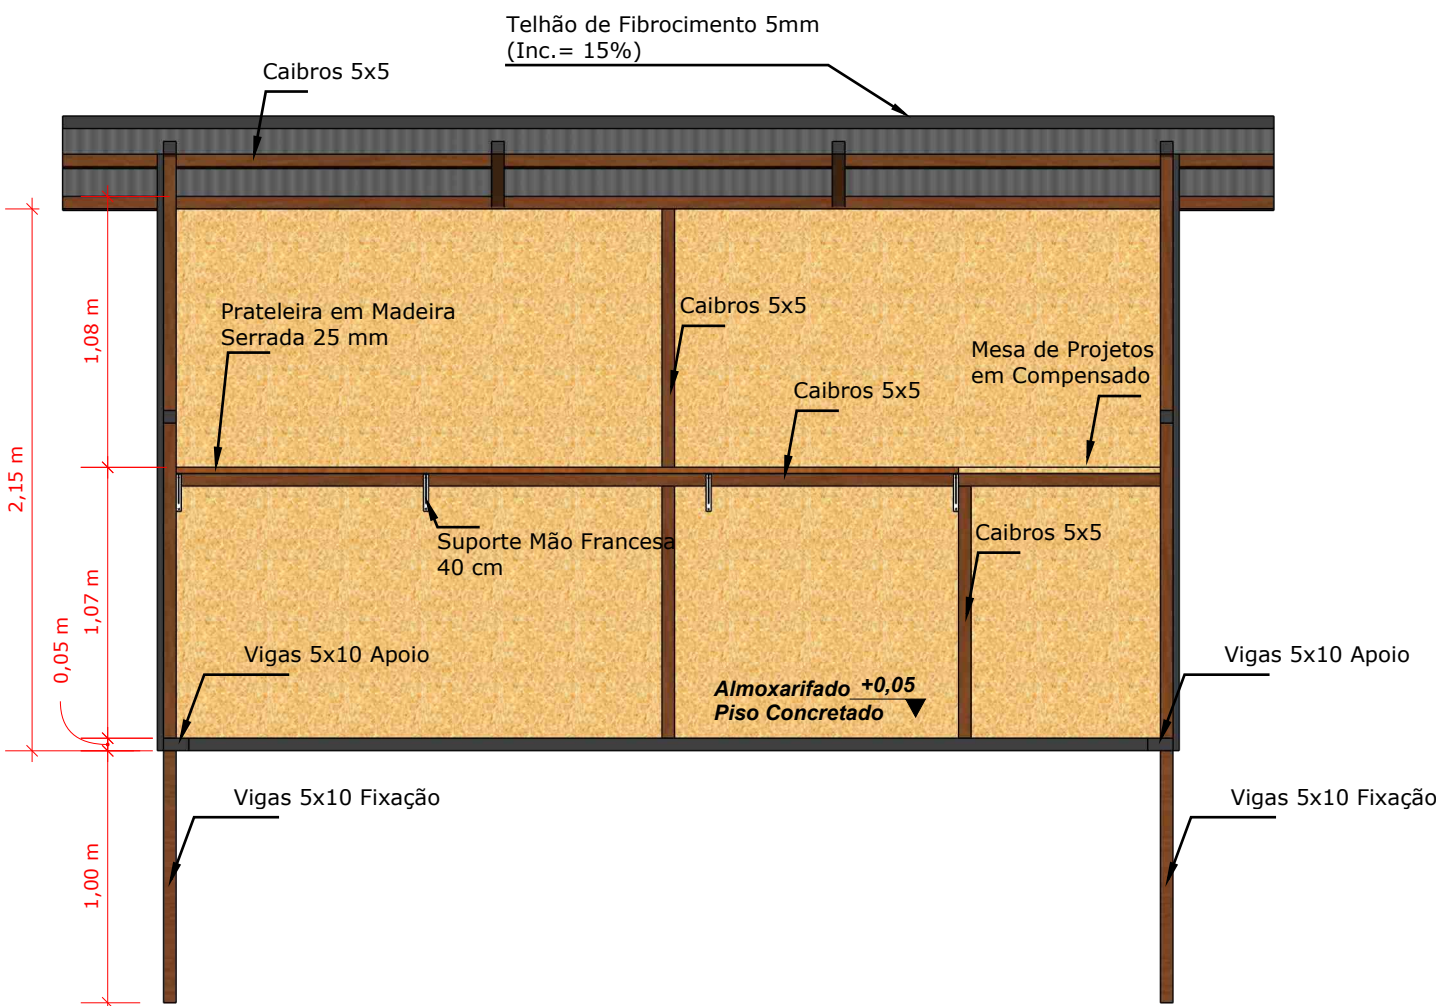 Telhão de Fibrocimento 5mm
(Inc.= 15%)
Caibros 5x5
1,08 m
Prateleira em Madeira
Serrada 25 mm
Caibros 5x5
Mesa de Projetos
em Compensado
Caibros 5x5
2,15 m
Suporte Mão Francesa
40 cm
Caibros 5x5
1,07 m
0,05 m
Vigas 5x10 Apoio
Vigas 5x10 Apoio
Almoxarifado +0,05
Piso Concretado
Vigas 5x10 Fixação
Vigas 5x10 Fixação
1,00 m